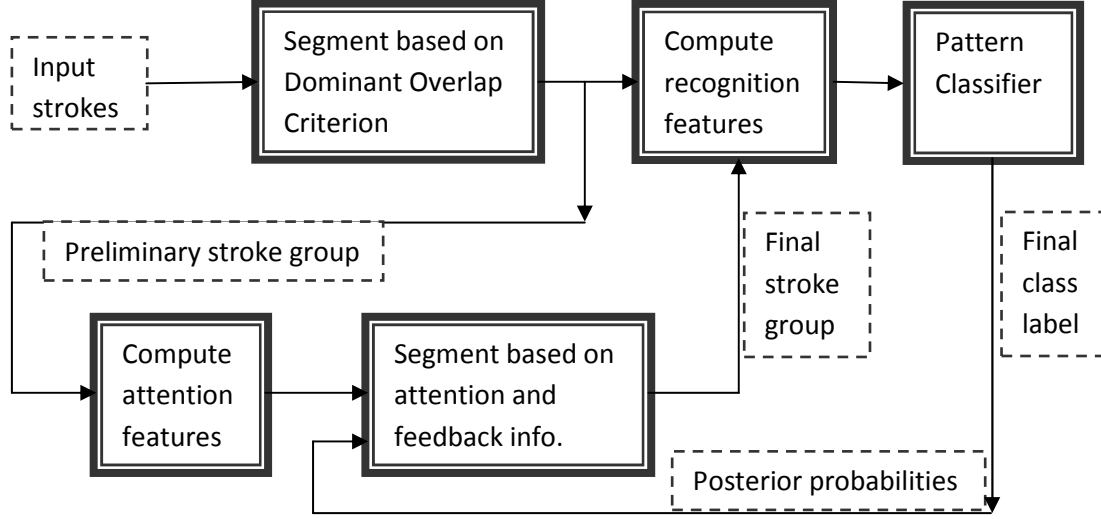 Input
strokes
Segment based on
Dominant Overlap
Criterion
Compute
recognition
features
Pattern
Classifier
Preliminary stroke group
Final
stroke
group
Final
class
label
Compute
attention
features
Segment based on
attention and
feedback info.
Posterior probabilities